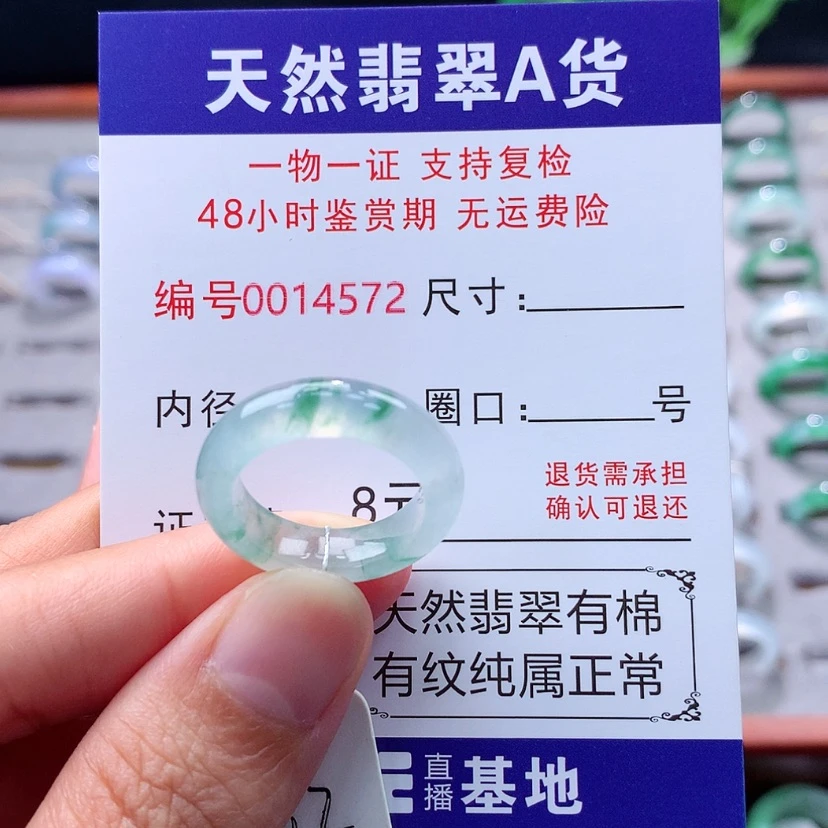 天然翡翠A货
一物一证 支持复检
48小时鉴赏期 无运费险
编号0014572 尺寸:
内径 圈口: 号
证 8元 退货需承担
确认可退还
天然翡翠有棉
有纹纯属正常
直播基地